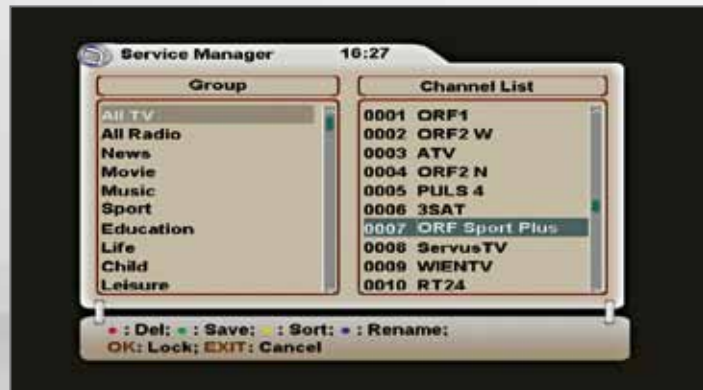 Service Manager 16:27
Group
Channel List
All TV
All Radio
News
Movie
Music
Sport
Education
Life
Child
Leisure
0001 ORF1
0002 ORF2 W
0003 ATV
0004 ORF2 N
0005 PULS 4
0006 3SAT
0007 ORF Sport Plus
0008 ServusTV
0009 WIENTV
0010 RT24
: Del; : Save; : Sort; : Rename;
OK: Lock; EXIT: Cancel